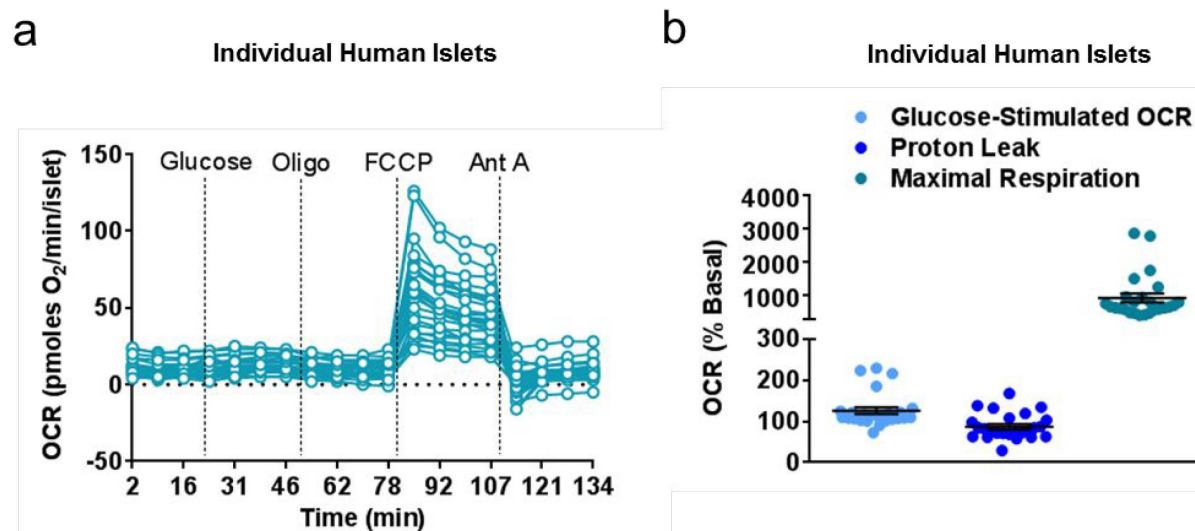 a
Individual Human Islets
OCR (pmoles O₂/min/islet)
150
100
50
0
-50
Glucose Oligo FCCP Ant A
2 16 31 46 62 78 92 107 121 134
Time (min)
b
Individual Human Islets
Glucose-Stimulated OCR
Proton Leak
Maximal Respiration
OCR (% Basal)
4000
3000
2000
1000
300
200
100
0